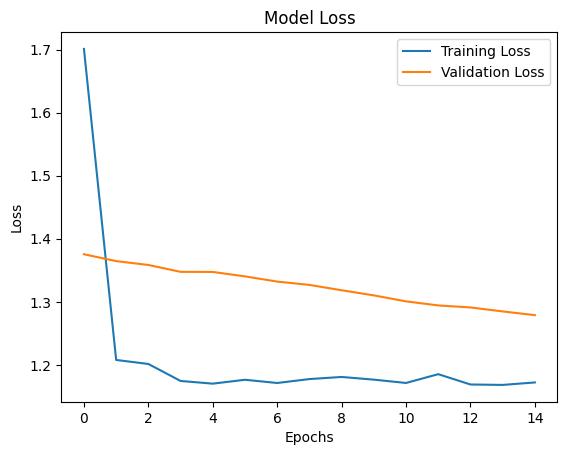 Model Loss
Training Loss
Validation Loss
1.7
1.6
1.5
1.4
1.3
1.2
Loss
0 2 4 6 8 10 12 14
Epochs